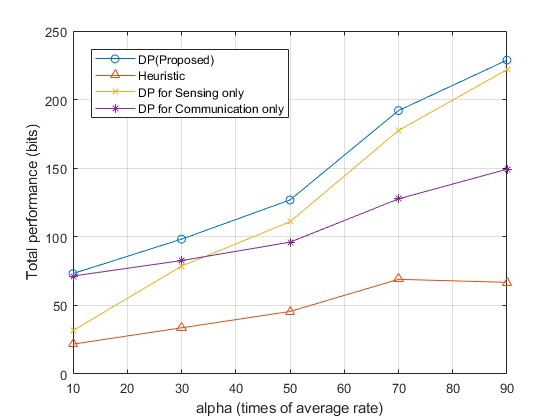 250
200
150
100
50
0
10 20 30 40 50 60 70 80 90
Total performance (bits)
alpha (times of average rate)
DP(Proposed)
Heuristic
DP for Sensing only
DP for Communication only